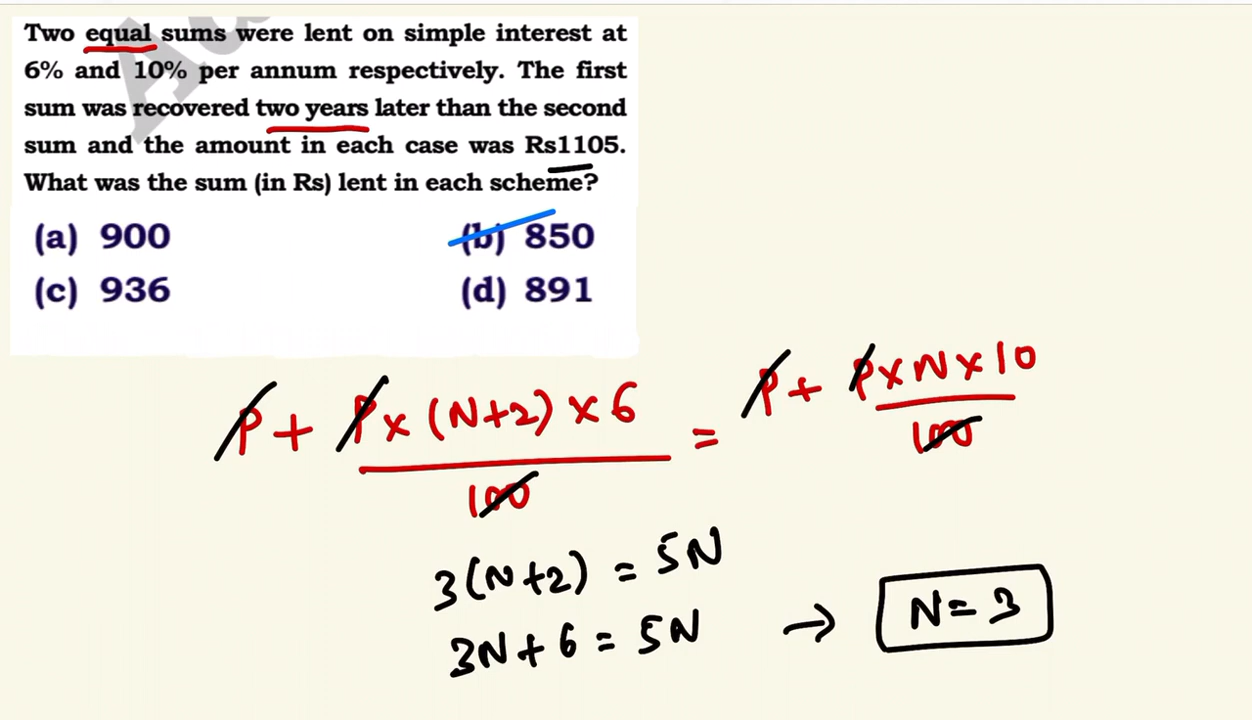 Two equal sums were lent on simple interest at
6% and 10% per annum respectively. The first
sum was recovered two years later than the second
sum and the amount in each case was Rs1105.
What was the sum (in Rs) lent in each scheme?
(a) 900 (b) 850
(c) 936 (d) 891
P + P x (N+2) x 6 / 100 = P + P x N x 10 / 100
3(N+2) = 5N
3N + 6 = 5N → N = 3